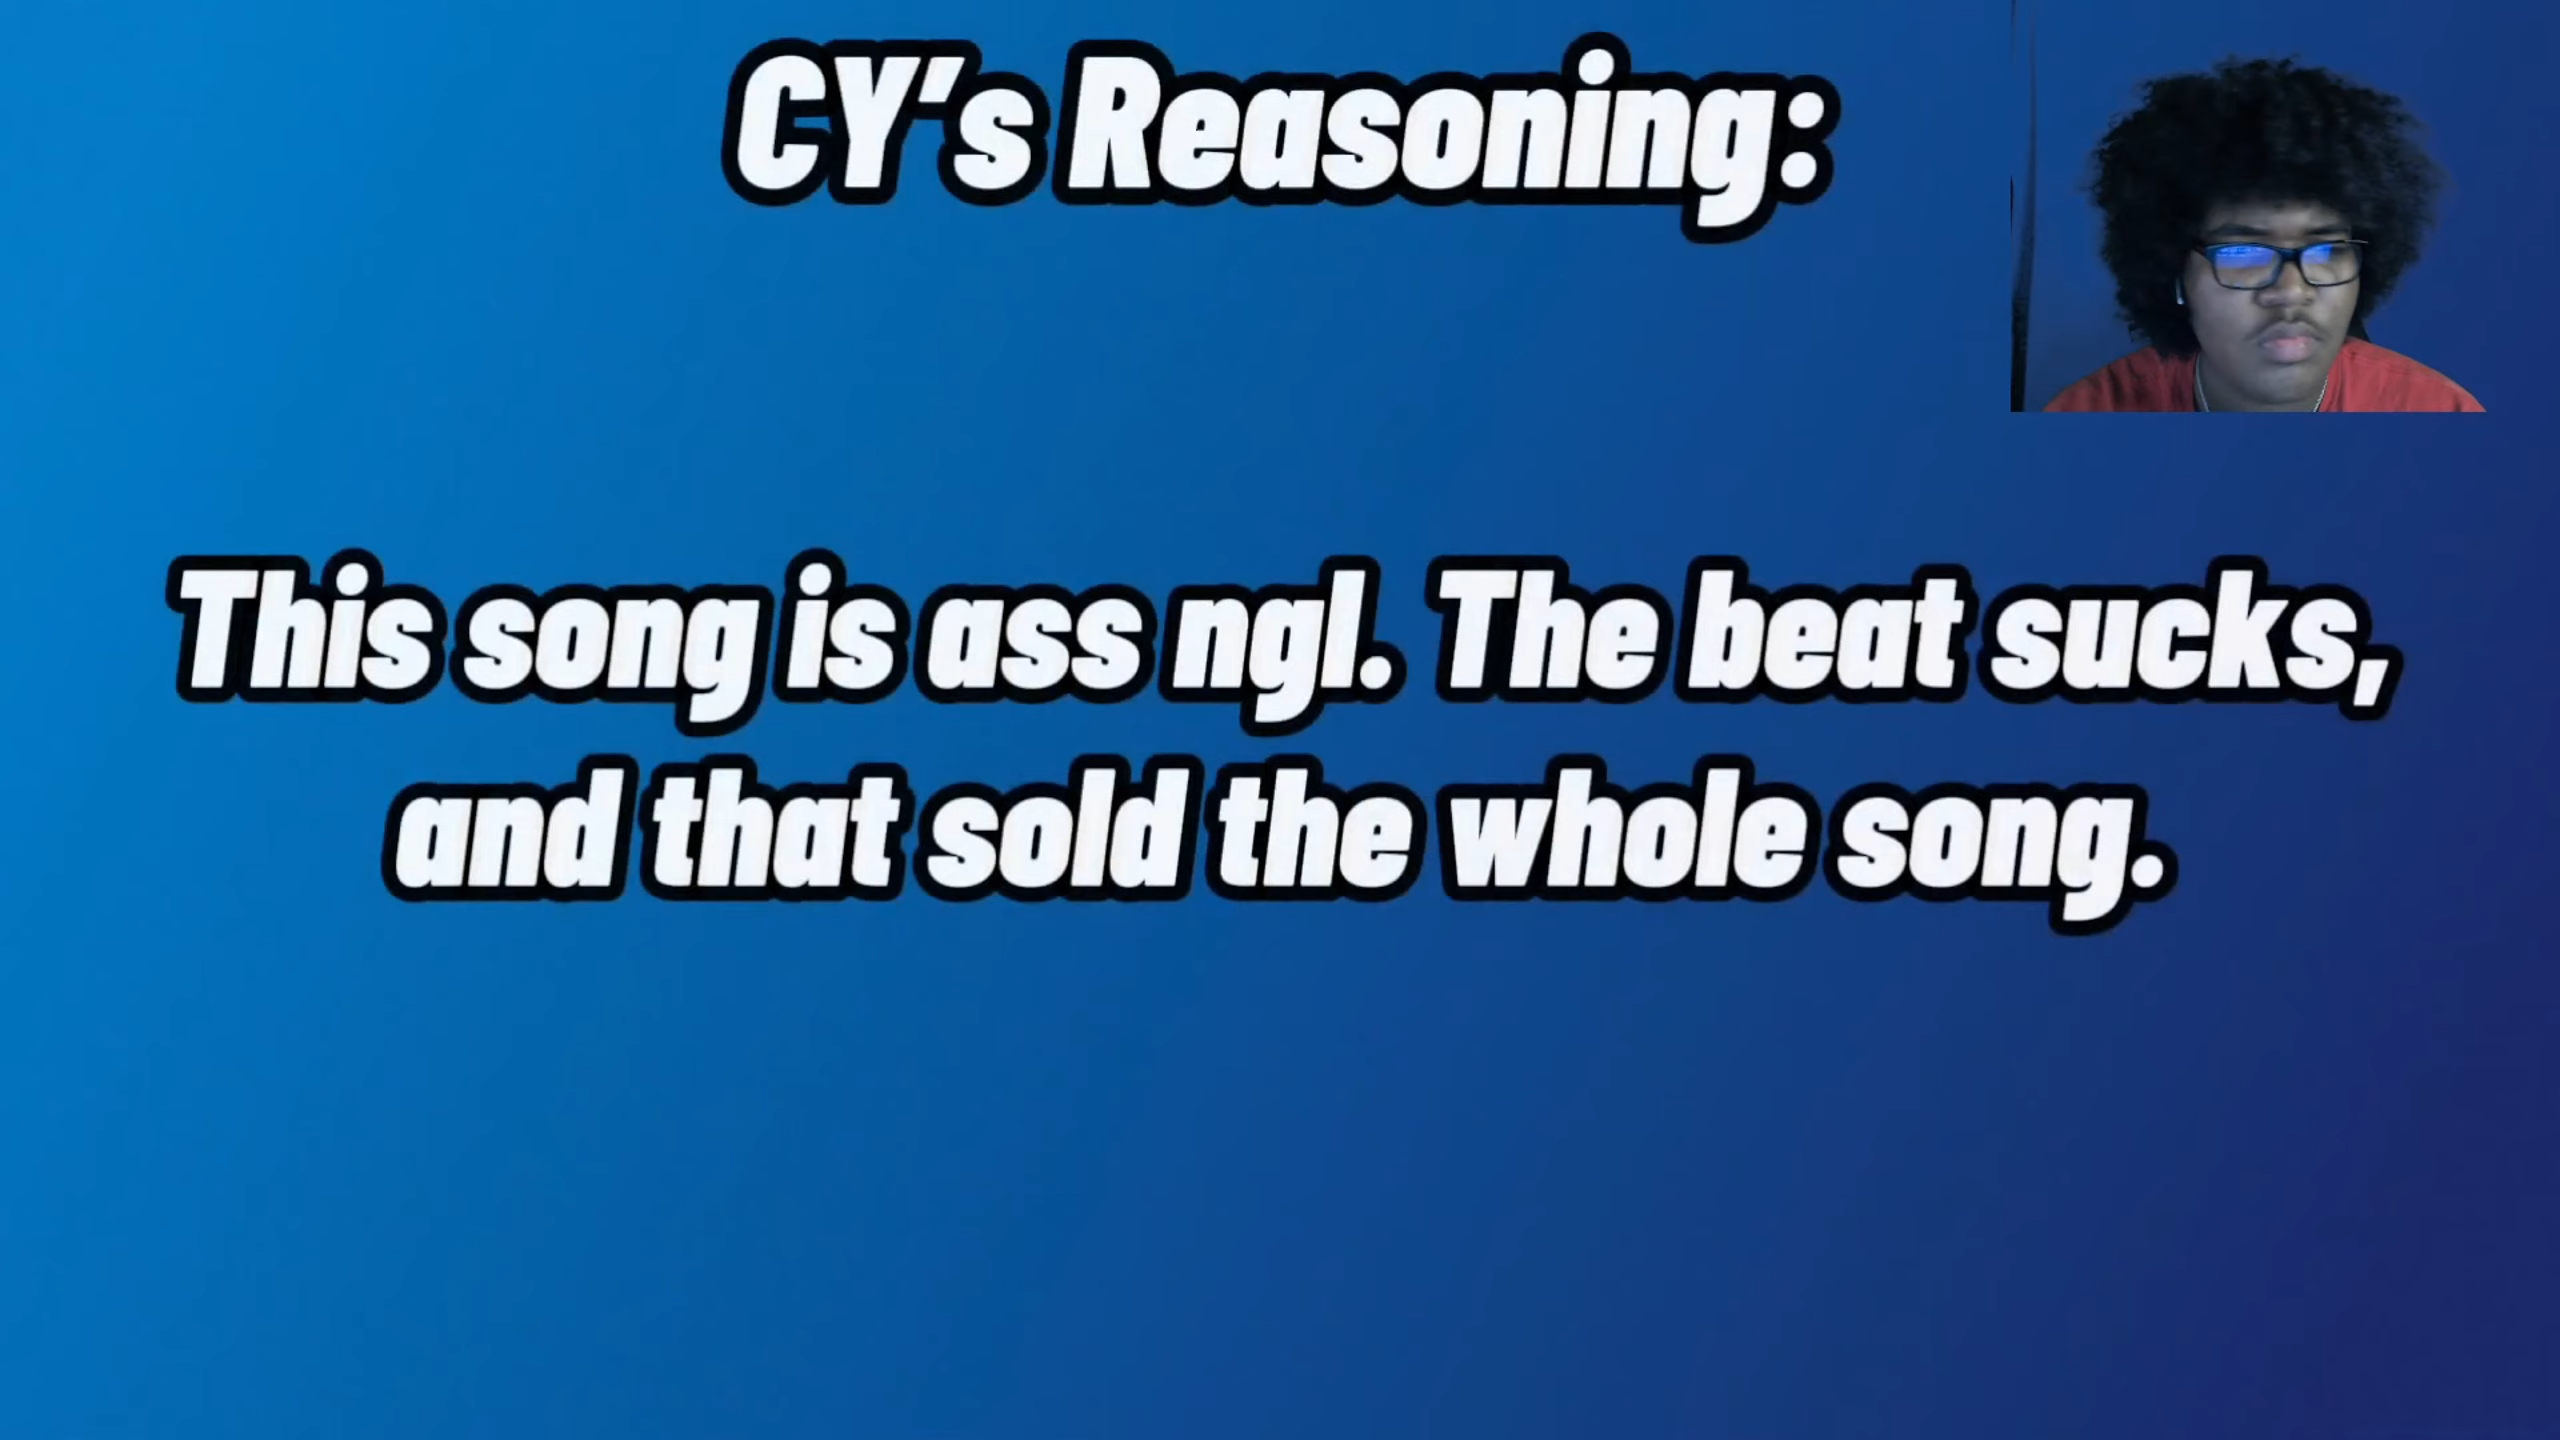 CY's Reasoning:
This song is ass ngl. The beat sucks,
and that sold the whole song.